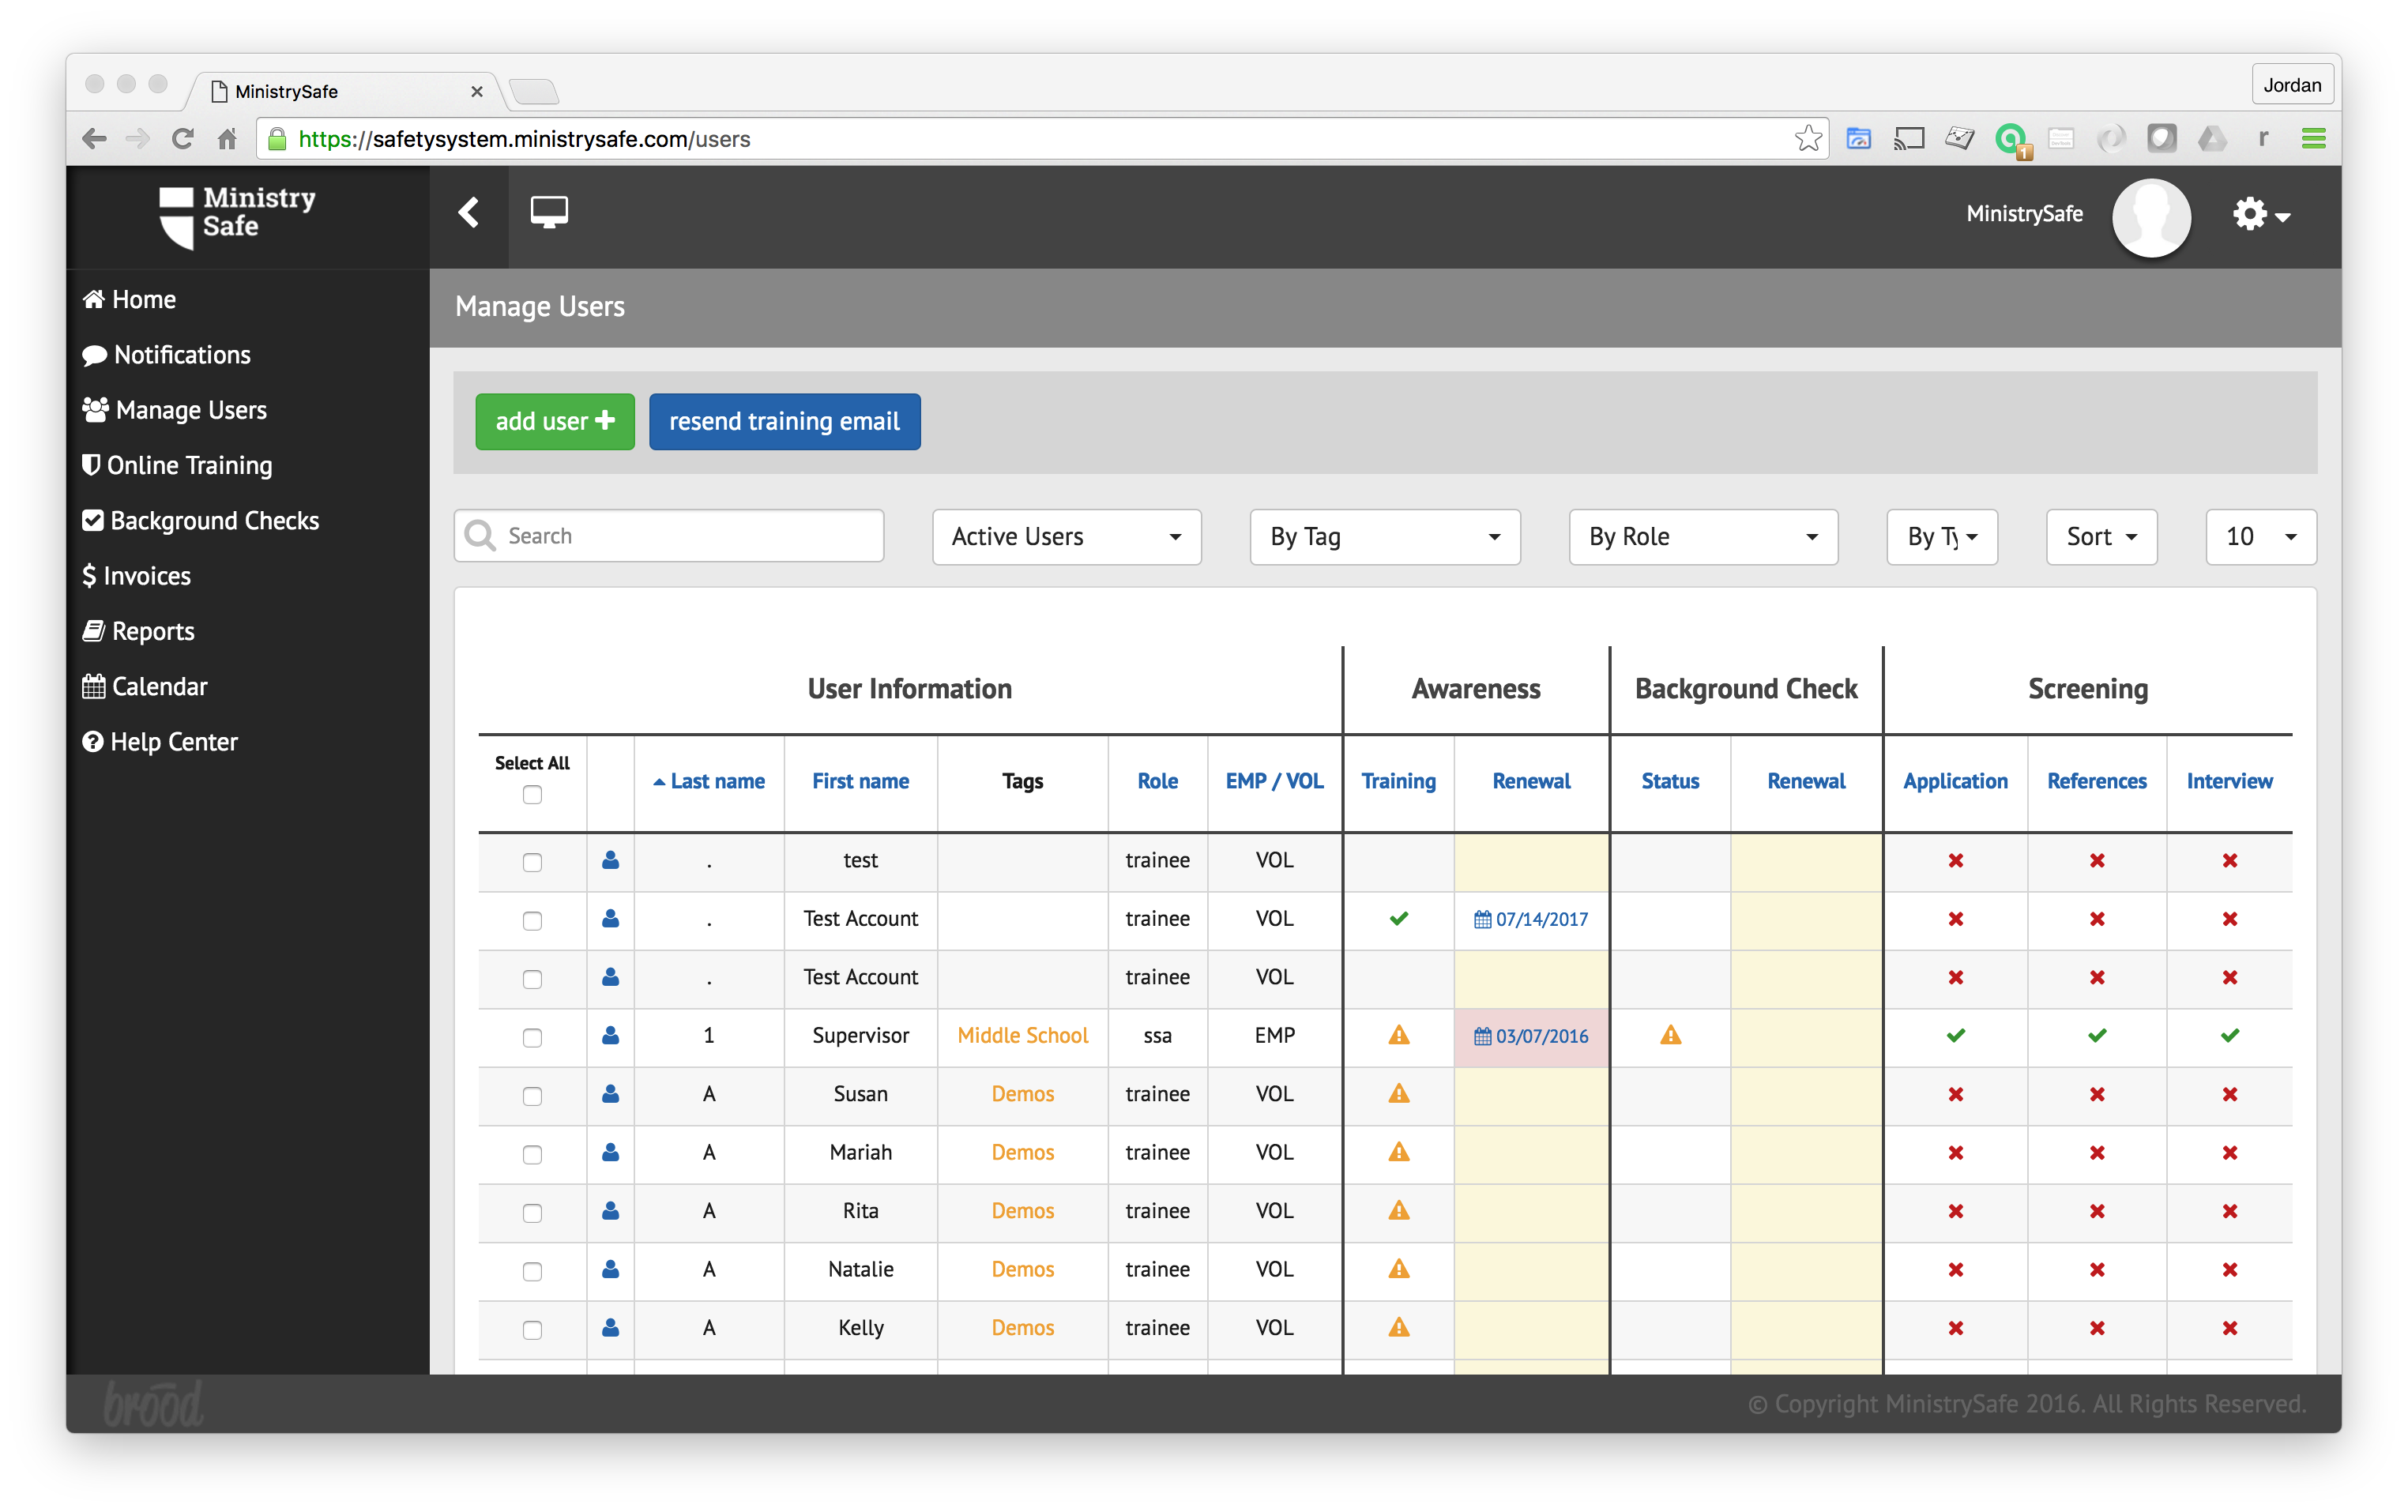 MinistrySafe
Jordan
https://safetysystem.ministrysafe.com/users
1
r
Ministry
Safe
MinistrySafe
Home
Notifications
Manage Users
Online Training
Background Checks
$ Invoices
Reports
Calendar
Help Center
Manage Users
add user
resend training email
Search
Active Users
By Tag
By Role
By Ty
Sort
10
User Information
Awareness
Background Check
Screening
Select All
Last name
First name
Tags
Role
EMP / VOL
Training
Renewal
Status
Renewal
Application
References
Interview
. test trainee VOL
. Test Account trainee VOL 07/14/2017
. Test Account trainee VOL
1 Supervisor Middle School ssa EMP 03/07/2016
A Susan Demos trainee VOL
A Mariah Demos trainee VOL
A Rita Demos trainee VOL
A Natalie Demos trainee VOL
A Kelly Demos trainee VOL
brood
© Copyright MinistrySafe 2016. All Rights Reserved.